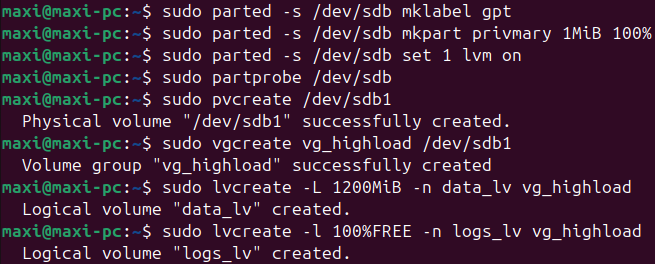 maxi@maxi-pc:~$ sudo parted -s /dev/sdb mklabel gpt
maxi@maxi-pc:~$ sudo parted -s /dev/sdb mkpart privmary 1MiB 100%
maxi@maxi-pc:~$ sudo parted -s /dev/sdb set 1 lvm on
maxi@maxi-pc:~$ sudo partprobe /dev/sdb
maxi@maxi-pc:~$ sudo pvcreate /dev/sdb1
  Physical volume "/dev/sdb1" successfully created.
maxi@maxi-pc:~$ sudo vgcreate vg_highload /dev/sdb1
  Volume group "vg_highload" successfully created
maxi@maxi-pc:~$ sudo lvcreate -L 1200MiB -n data_lv vg_highload
  Logical volume "data_lv" created.
maxi@maxi-pc:~$ sudo lvcreate -l 100%FREE -n logs_lv vg_highload
  Logical volume "logs_lv" created.